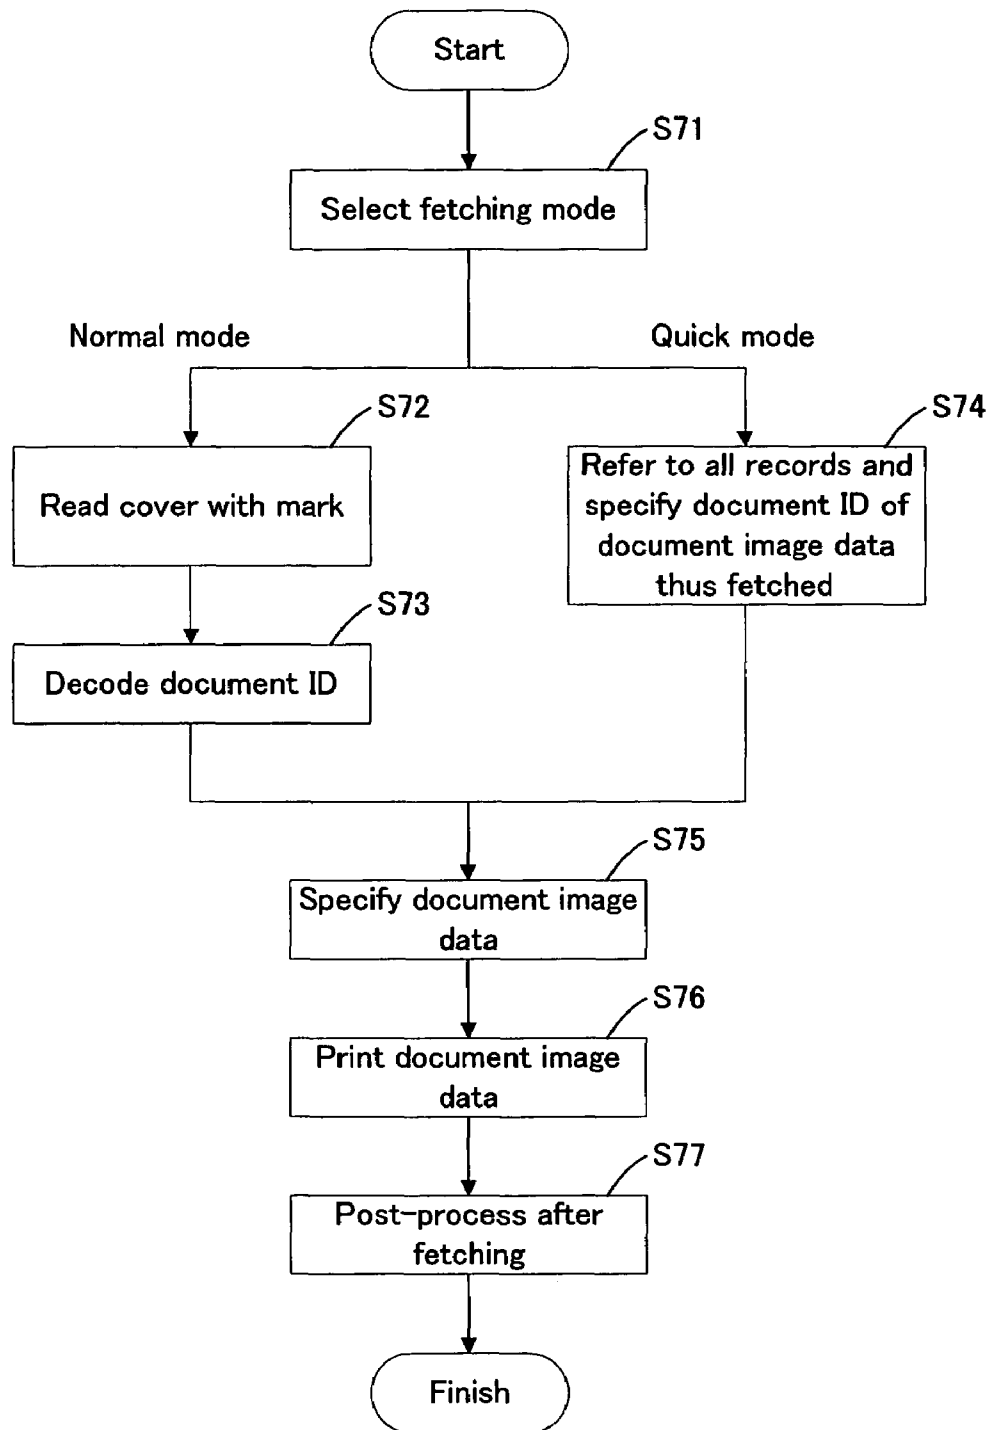 Start
S71
Select fetching mode
Normal mode
Quick mode
S72
S74
Read cover with mark
Refer to all records and
specify document ID of
document image data
thus fetched
S73
Decode document ID
S75
Specify document image
data
S76
Print document image
data
S77
Post-process after
fetching
Finish